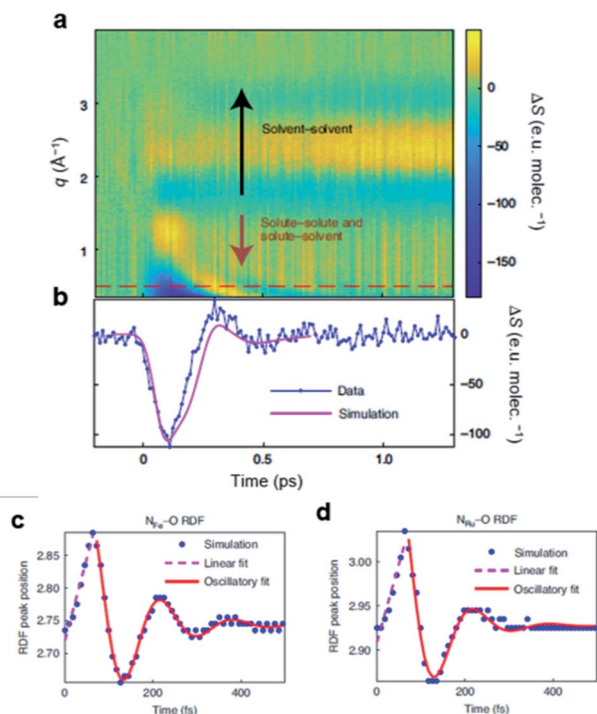 a
3
2
1
q (Å⁻¹)
Solvent–solvent
Solute–solute and
solute–solvent
0
−50
−100
−150
ΔS (e.u. molec.⁻¹)
b
0
−50
−100
ΔS (e.u. molec.⁻¹)
Data
Simulation
0
0.5
1.0
Time (ps)
c
N_Fe–O RDF
Simulation
Linear fit
Oscillatory fit
2.85
2.80
2.75
2.70
RDF peak position
0
200
400
Time (fs)
d
N_Ru–O RDF
Simulation
Linear fit
Oscillatory fit
3.00
2.95
2.90
RDF peak position
0
200
400
Time (fs)